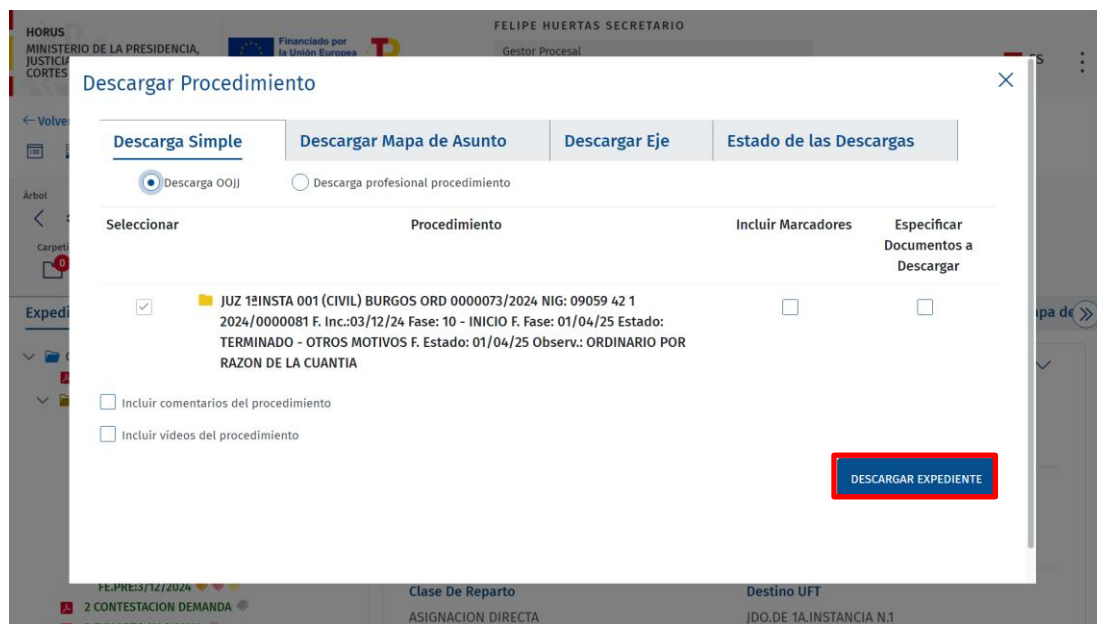 HORUS
MINISTERIO DE LA PRESIDENCIA,
JUSTICIA
CORTES
Financiado por
la Unión Europea
FELIPE HUERTAS SECRETARIO
Gestor Procesal
ES
Descargar Procedimiento
Descarga Simple
Descargar Mapa de Asunto
Descargar Eje
Estado de las Descargas
Descarga OOJJ
Descarga profesional procedimiento
Árbol
Seleccionar
Procedimiento
Incluir Marcadores
Especificar
Documentos a
Descargar
0
JUZ 1ªINSTA 001 (CIVIL) BURGOS ORD 0000073/2024 NIG: 09059 42 1
2024/0000081 F. Inc.:03/12/24 Fase: 10 - INICIO F. Fase: 01/04/25 Estado:
TERMINADO - OTROS MOTIVOS F. Estado: 01/04/25 Observ.: ORDINARIO POR
RAZON DE LA CUANTIA
Incluir comentarios del procedimiento
Incluir vídeos del procedimiento
DESCARGAR EXPEDIENTE
FE.PRE:3/12/2024
2 CONTESTACION DEMANDA
Clase De Reparto
ASIGNACION DIRECTA
Destino UFT
JDO.DE 1A.INSTANCIA N.1